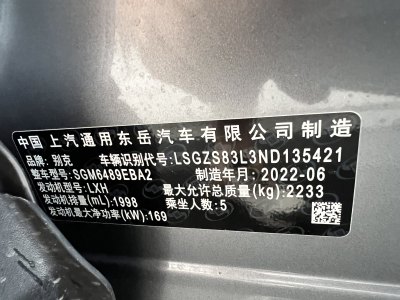 中国 上汽通用东岳汽车有限公司制造
品牌: 别克 车辆识别代号: LSGZS83L3ND135421
整车型号: SGM6489EBA2 制造年月: 2022-06
发动机型号: LXH 最大允许总质量(kg): 2233
发动机排量(mL): 1998 乘坐人数: 5
发动机最大净功率(kW): 169